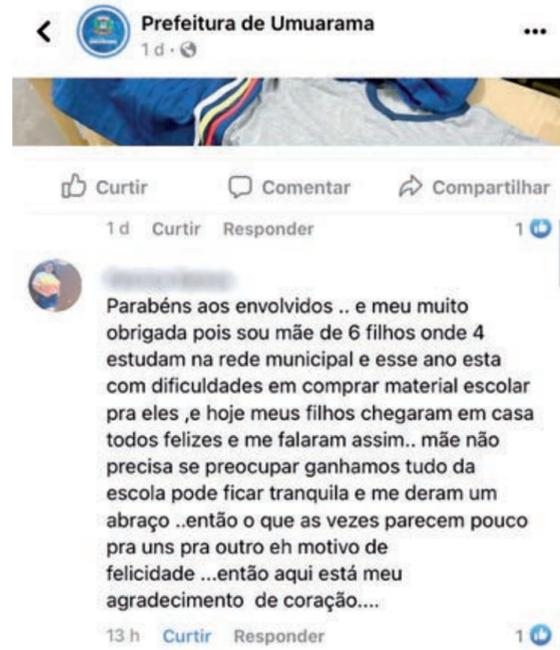 Prefeitura de Umuarama
1 d ·
Curtir Comentar Compartilhar
1 d Curtir Responder 1
Parabéns aos envolvidos .. e meu muito
obrigada pois sou mãe de 6 filhos onde 4
estudam na rede municipal e esse ano esta
com dificuldades em comprar material escolar
pra eles ,e hoje meus filhos chegaram em casa
todos felizes e me falaram assim.. mãe não
precisa se preocupar ganhamos tudo da
escola pode ficar tranquila e me deram um
abraço ..então o que as vezes parecem pouco
pra uns pra outro eh motivo de
felicidade ...então aqui está meu
agradecimento  de coração....
13 h Curtir Responder 1